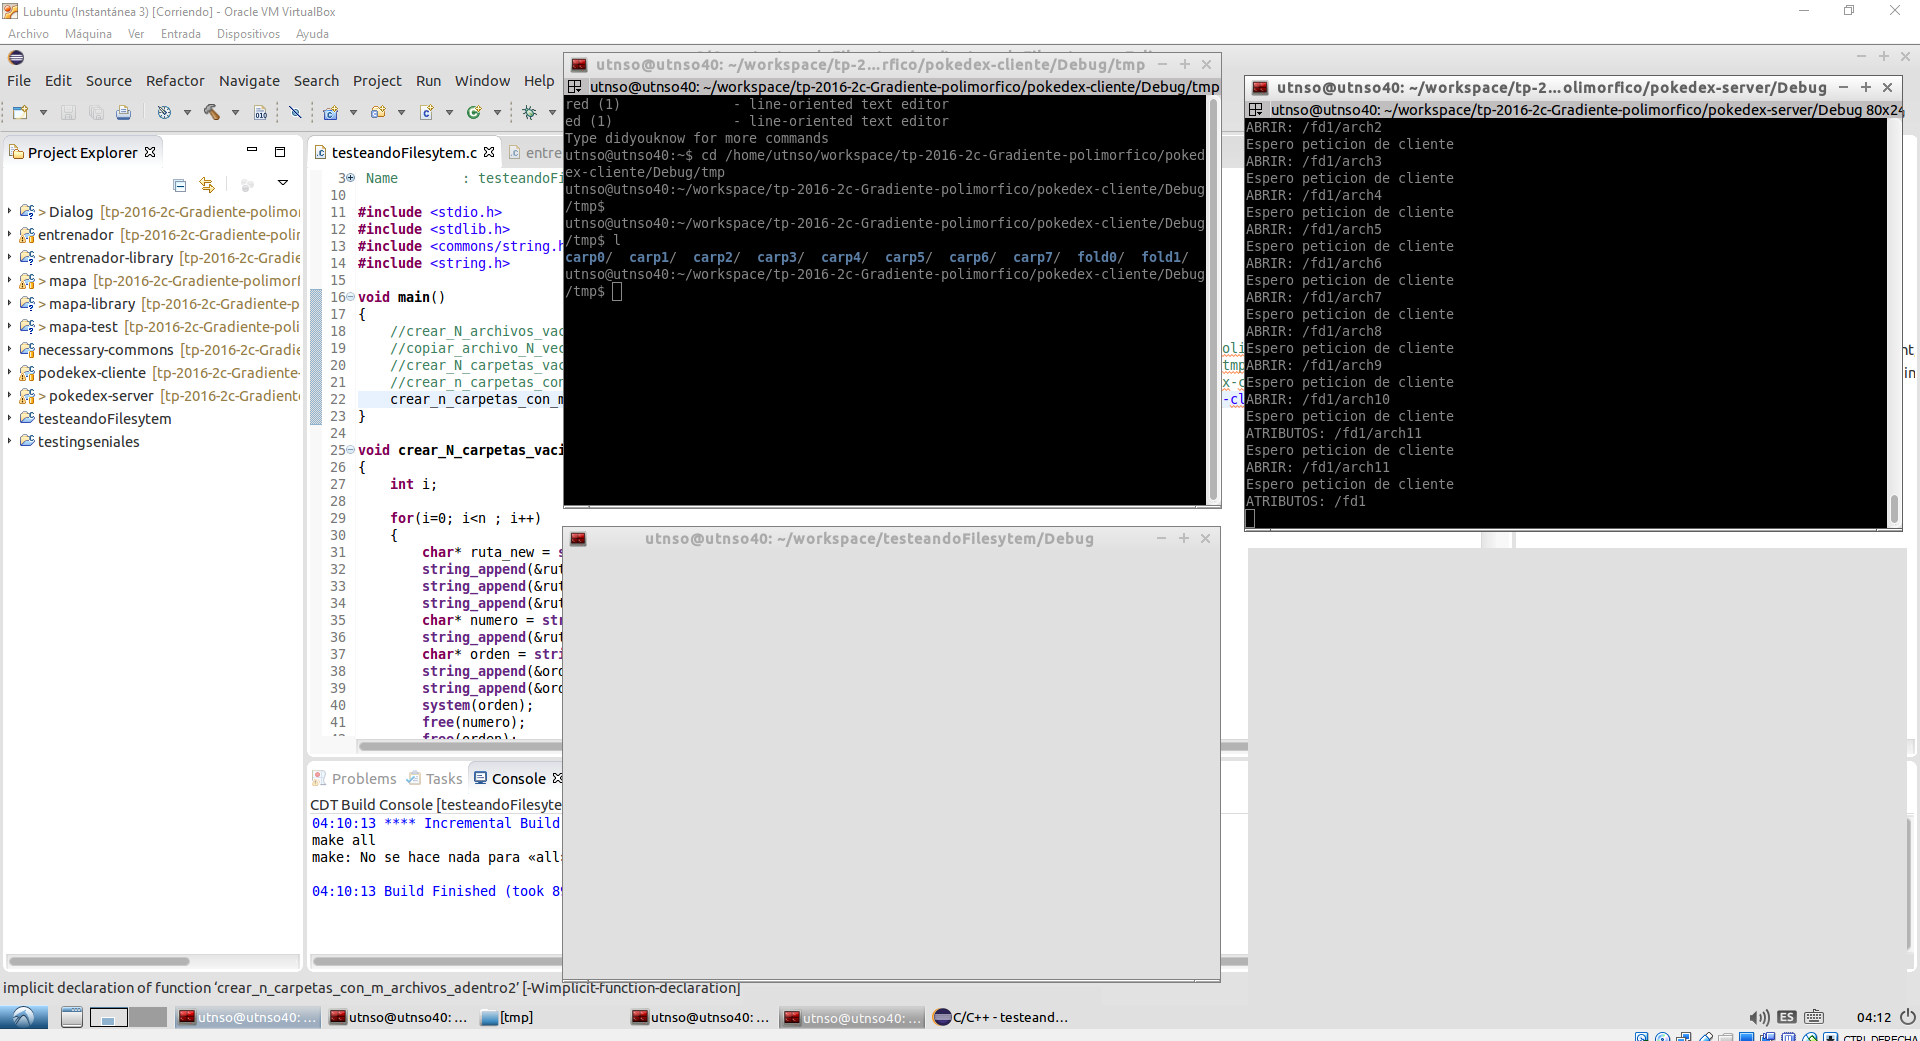 Lubuntu (Instantánea 3) [Corriendo] - Oracle VM VirtualBox
Archivo Máquina Ver Entrada Dispositivos Ayuda
File Edit Source Refactor Navigate Search Project Run Window Help
Project Explorer
> Dialog [tp-2016-2c-Gradiente-polimor
entrenador [tp-2016-2c-Gradiente-polir
> entrenador-library [tp-2016-2c-Gradie
> mapa [tp-2016-2c-Gradiente-polimorf
> mapa-library [tp-2016-2c-Gradiente-p
> mapa-test [tp-2016-2c-Gradiente-poli
necessary-commons [tp-2016-2c-Gradie
podekex-cliente [tp-2016-2c-Gradiente-
> pokedex-server [tp-2016-2c-Gradient
testeandoFilesytem
testingseniales
testeandoFilesytem.c entre
3 Name : testeandoFi
10
11 #include <stdio.h>
12 #include <stdlib.h>
13 #include <commons/string.h
14 #include <string.h>
15
16 void main()
17 {
18 //crear_N_archivos_vac
19 //copiar_archivo_N_vec
20 //crear_N_carpetas_vac
21 //crear_n_carpetas_con
22 crear_n_carpetas_con_m
23 }
24
25 void crear_N_carpetas_vaci
26 {
27 int i;
28
29 for(i=0; i<n ; i++)
30 {
31 char* ruta_new = s
32 string_append(&rut
33 string_append(&rut
34 string_append(&rut
35 char* numero = str
36 string_append(&rut
37 char* orden = stri
38 string_append(&ord
39 string_append(&ord
40 system(orden);
41 free(numero);
free(orden);
Problems Tasks Console
CDT Build Console [testeandoFilesyte
04:10:13 **** Incremental Build
make all
make: No se hace nada para «all»
04:10:13 Build Finished (took 89
implicit declaration of function ‘crear_n_carpetas_con_m_archivos_adentro2’ [-Wimplicit-function-declaration]
utnso@utnso40: ~/workspace/tp-2...rfico/pokedex-cliente/Debug/tmp
utnso@utnso40: ~/workspace/tp-2016-2c-Gradiente-polimorfico/pokedex-cliente/Debug/tmp
red (1) - line-oriented text editor
ed (1) - line-oriented text editor
Type didyouknow for more commands
utnso@utnso40:~$ cd /home/utnso/workspace/tp-2016-2c-Gradiente-polimorfico/poked
ex-cliente/Debug/tmp
utnso@utnso40:~/workspace/tp-2016-2c-Gradiente-polimorfico/pokedex-cliente/Debug
/tmp$
utnso@utnso40:~/workspace/tp-2016-2c-Gradiente-polimorfico/pokedex-cliente/Debug
/tmp$ l
carp0/ carp1/ carp2/ carp3/ carp4/ carp5/ carp6/ carp7/ fold0/ fold1/
utnso@utnso40:~/workspace/tp-2016-2c-Gradiente-polimorfico/pokedex-cliente/Debug
/tmp$
utnso@utnso40: ~/workspace/testeandoFilesytem/Debug
utnso@utnso40: ~/workspace/tp-2...olimorfico/pokedex-server/Debug
utnso@utnso40: ~/workspace/tp-2016-2c-Gradiente-polimorfico/pokedex-server/Debug 80x24
ABRIR: /fd1/arch2
Espero peticion de cliente
ABRIR: /fd1/arch3
Espero peticion de cliente
ABRIR: /fd1/arch4
Espero peticion de cliente
ABRIR: /fd1/arch5
Espero peticion de cliente
ABRIR: /fd1/arch6
Espero peticion de cliente
ABRIR: /fd1/arch7
Espero peticion de cliente
ABRIR: /fd1/arch8
Espero peticion de cliente
ABRIR: /fd1/arch9
Espero peticion de cliente
ABRIR: /fd1/arch10
Espero peticion de cliente
ATRIBUTOS: /fd1/arch11
Espero peticion de cliente
ABRIR: /fd1/arch11
Espero peticion de cliente
ATRIBUTOS: /fd1
utnso@utnso40: ... utnso@utnso40: ... [tmp] utnso@utnso40: ... utnso@utnso40: ... C/C++ - testeand... ES 04:12
CTRL DERECHA